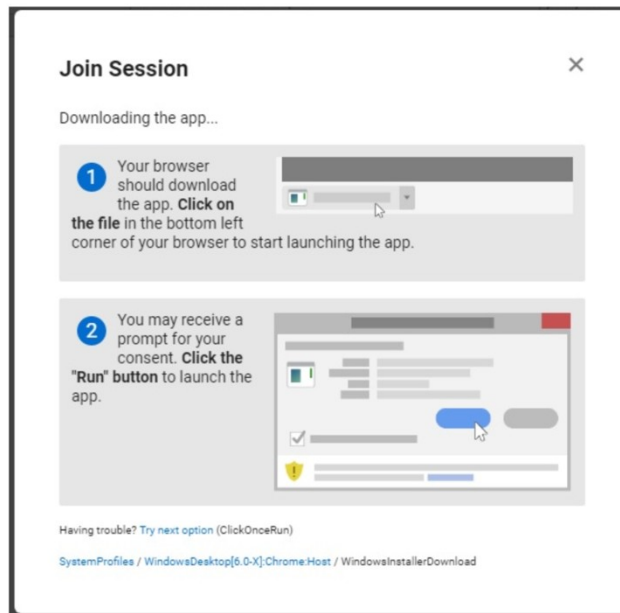 Join Session
Downloading the app...
1
Your browser
should download
the app. Click on
the file in the bottom left
corner of your browser to start launching the app.
2
You may receive a
prompt for your
consent. Click the
"Run" button to launch the
app.
Having trouble? Try next option (ClickOnceRun)
SystemProfiles / WindowsDesktop[6.0-X]:Chrome:Host / WindowsInstallerDownload